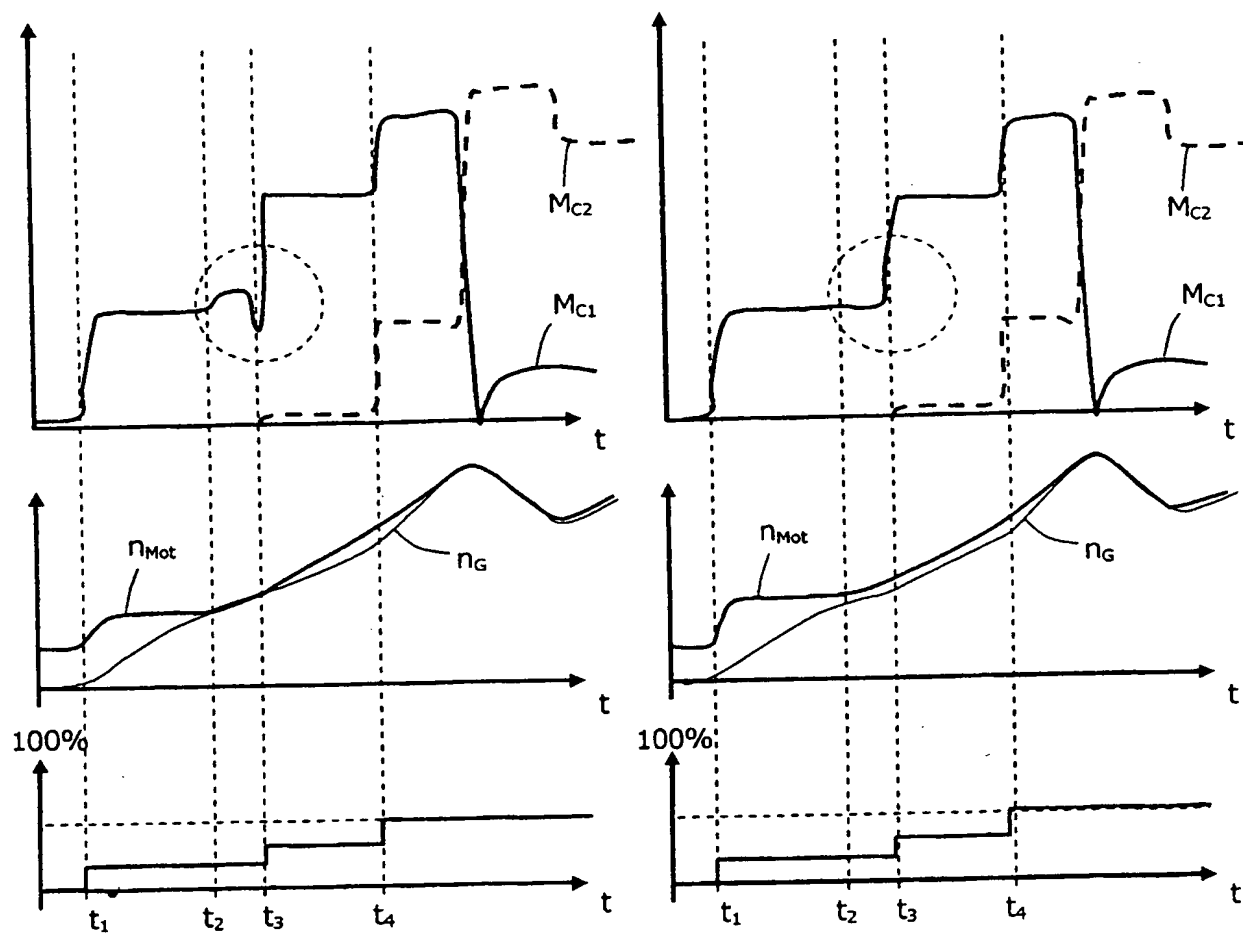 M_C2
M_C1
t
n_Mot
n_G
t
100%
t
t_1
t_2
t_3
t_4
M_C2
M_C1
t
n_Mot
n_G
t
100%
t
t_1
t_2
t_3
t_4